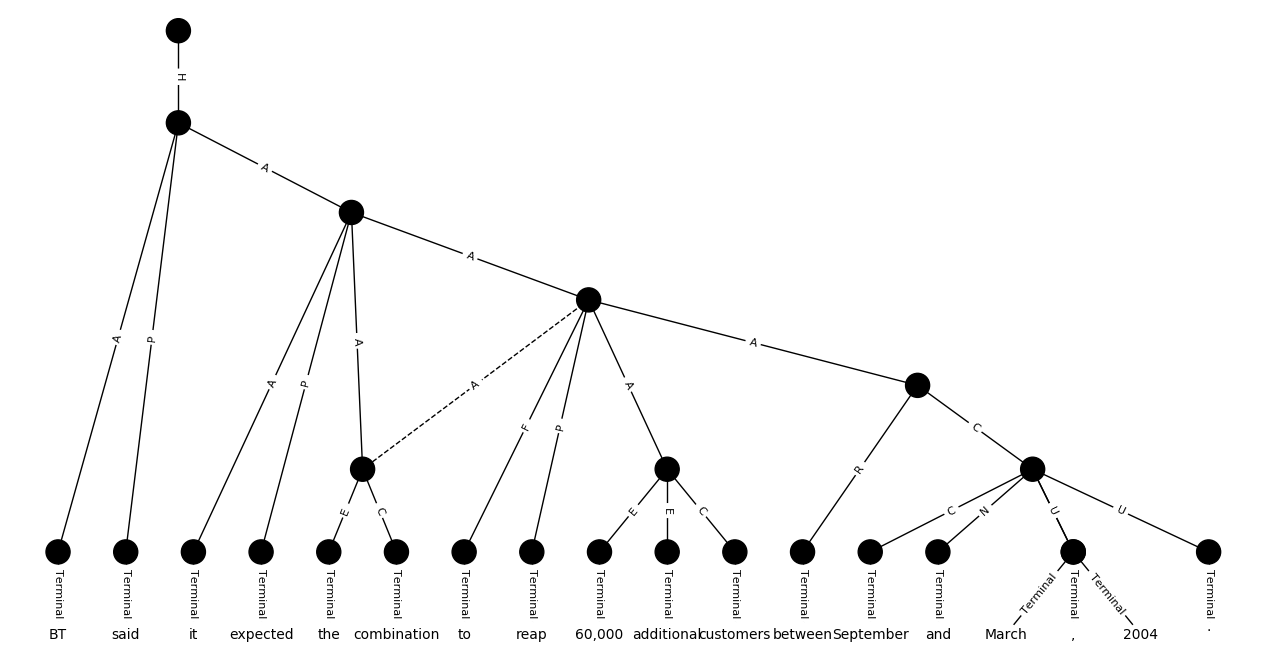 H
A
A
A
P
A
A
P
A
A
F
P
A
R
C
E
C
E
E
C
C
N
U
U
Terminal Terminal Terminal Terminal Terminal Terminal Terminal Terminal Terminal Terminal Terminal Terminal Terminal Terminal Terminal Terminal Terminal Terminal
BT said it expected the combination to reap 60,000 additional customers between September and March , 2004 .